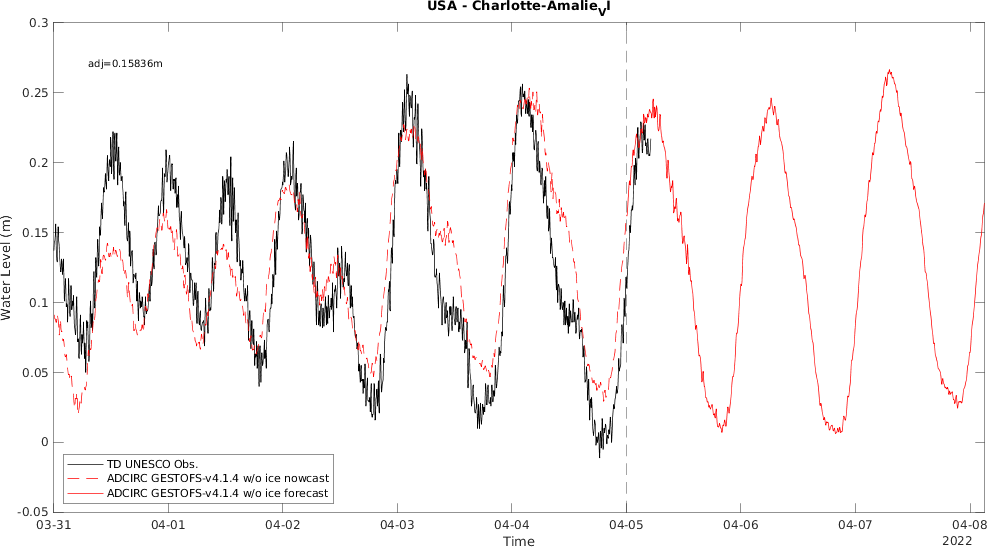 USA - Charlotte-Amalie_VI
adj=0.15836m
Water Level (m)
0.3
0.25
0.2
0.15
0.1
0.05
0
-0.05
TD UNESCO Obs.
ADCIRC GESTOFS-v4.1.4 w/o ice nowcast
ADCIRC GESTOFS-v4.1.4 w/o ice forecast
03-31 04-01 04-02 04-03 04-04 04-05 04-06 04-07 04-08
Time
2022